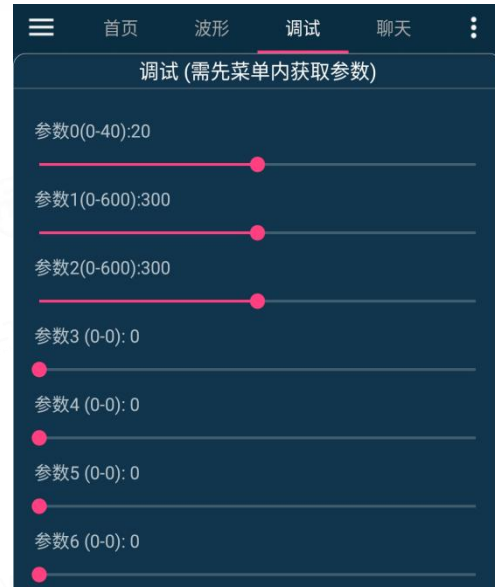 首页 波形 调试 聊天
调试 (需先菜单内获取参数)
参数0(0-40):20
参数1(0-600):300
参数2(0-600):300
参数3 (0-0): 0
参数4 (0-0): 0
参数5 (0-0): 0
参数6 (0-0): 0